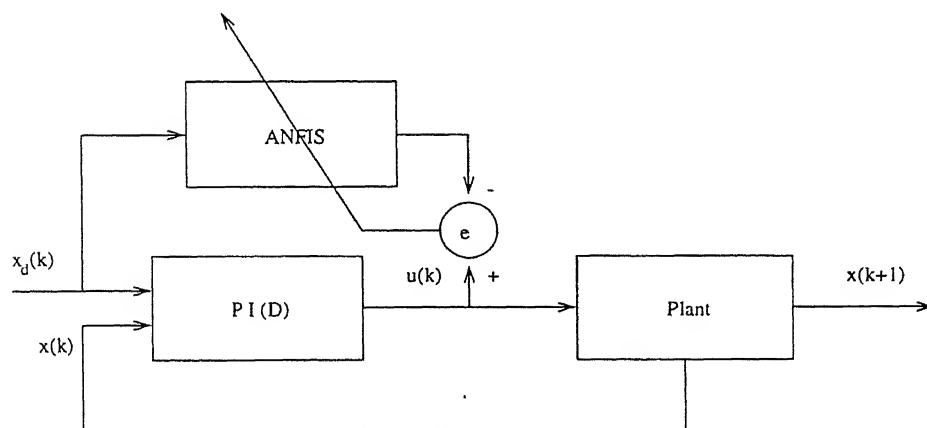 ANFIS
-
e
x_d(k)
u(k)
+
x(k+1)
P I (D)
Plant
x(k)